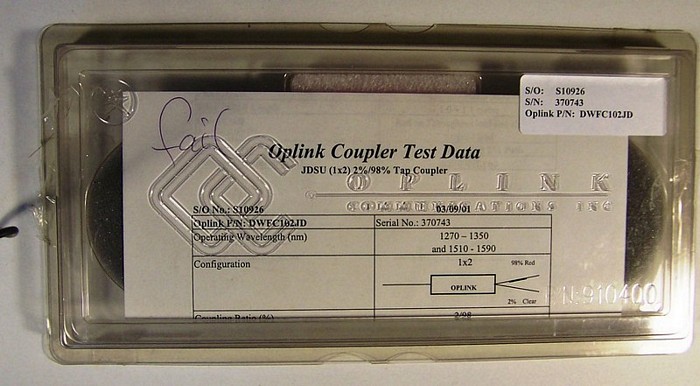 S/O: S10926
S/N: 370743
Oplink P/N: DWFC102JD
fail
Oplink Coupler Test Data
JDSU (1x2) 2%/98% Tap Coupler
OPLINK
COMMUNICATIONS INC
S/O No.: S10926 03/09/01
Oplink P/N: DWFC102JD Serial No.: 370743
Operating Wavelength (nm) 1270 – 1350
and 1510 - 1590
Configuration 1x2 98% Red
OPLINK
2% Clear
P/N:910400
Coupling Ratio (%) 2/98